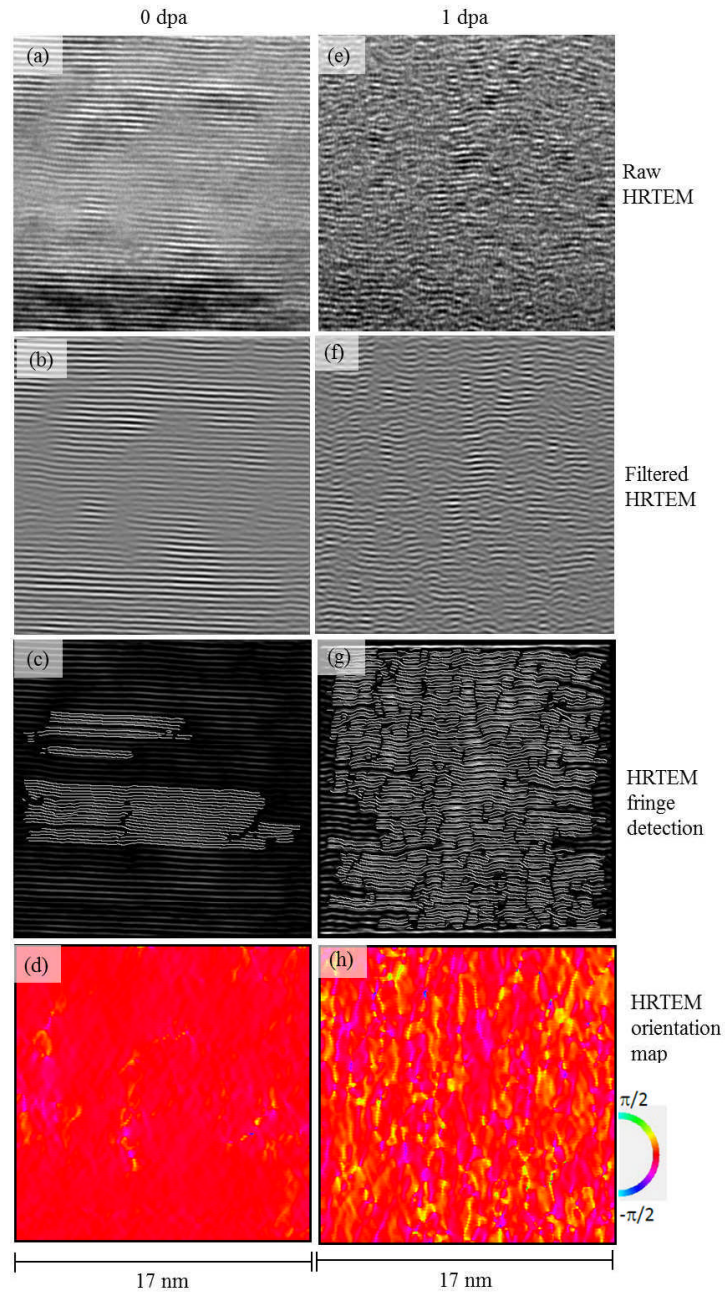 0 dpa
1 dpa
(a)
(e)
Raw
HRTEM
(b)
(f)
Filtered
HRTEM
(c)
(g)
HRTEM
fringe
detection
(d)
(h)
HRTEM
orientation
map
π/2
-π/2
17 nm
17 nm